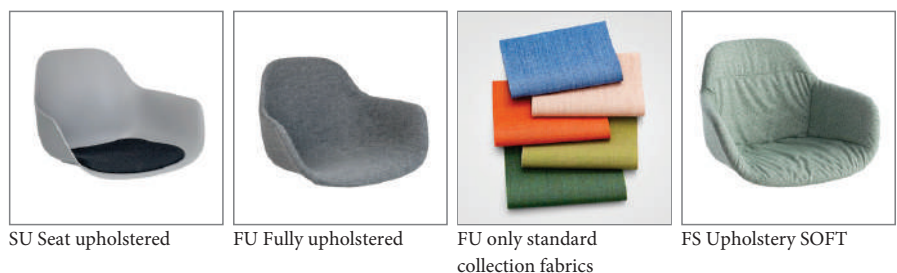 SU Seat upholstered
FU Fully upholstered
FU only standard
collection fabrics
FS Upholstery SOFT